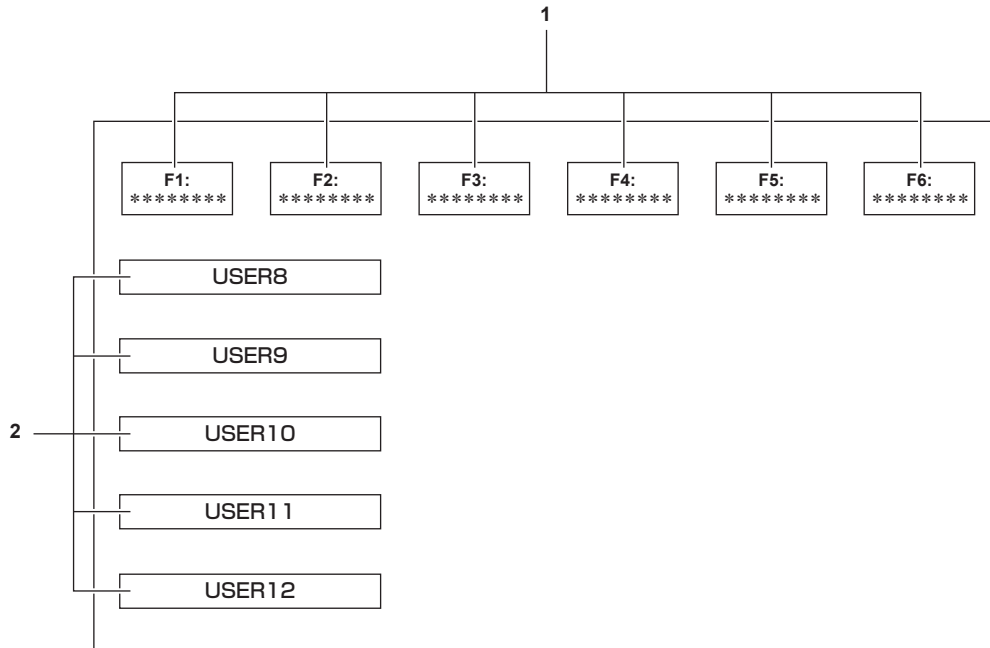 1
F1: F2: F3: F4: F5: F6:
******** ******** ******** ******** ******** ********
USER8
USER9
2 USER10
USER11
USER12